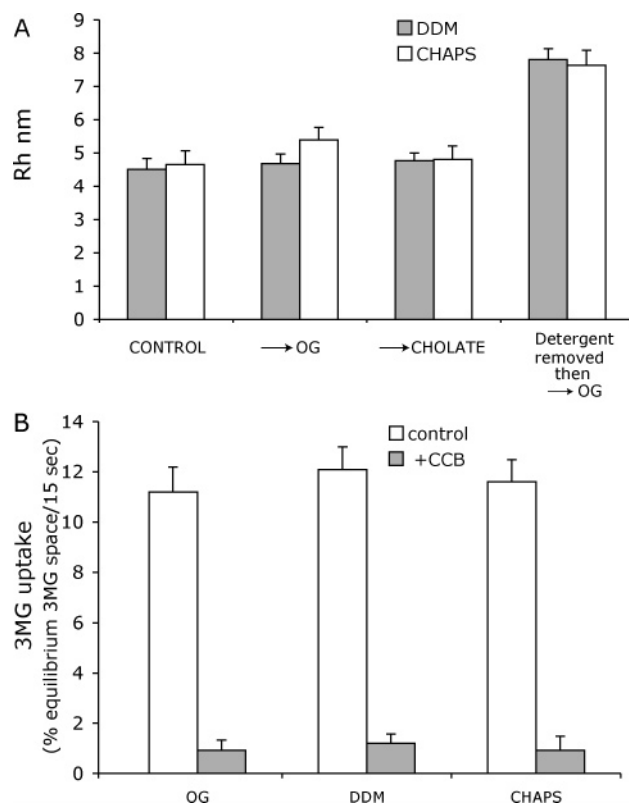 A
DDM
CHAPS
Rh nm
9
8
7
6
5
4
3
2
1
0
CONTROL
→OG
→CHOLATE
Detergent
removed
then
→ OG
B
control
+CCB
3MG uptake
(% equilibrium 3MG space/15 sec)
14
12
10
8
6
4
2
0
OG
DDM
CHAPS